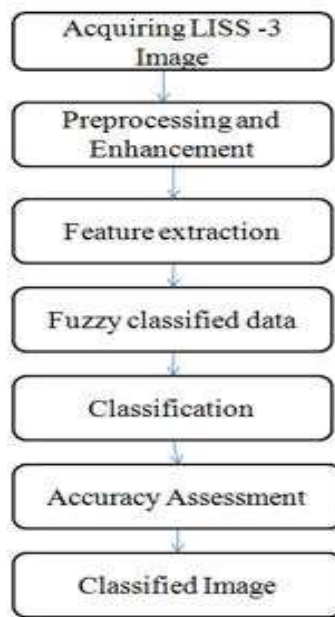 Acquiring LISS -3
Image
Preprocessing and
Enhancement
Feature extraction
Fuzzy classified data
Classification
Accuracy Assessment
Classified Image